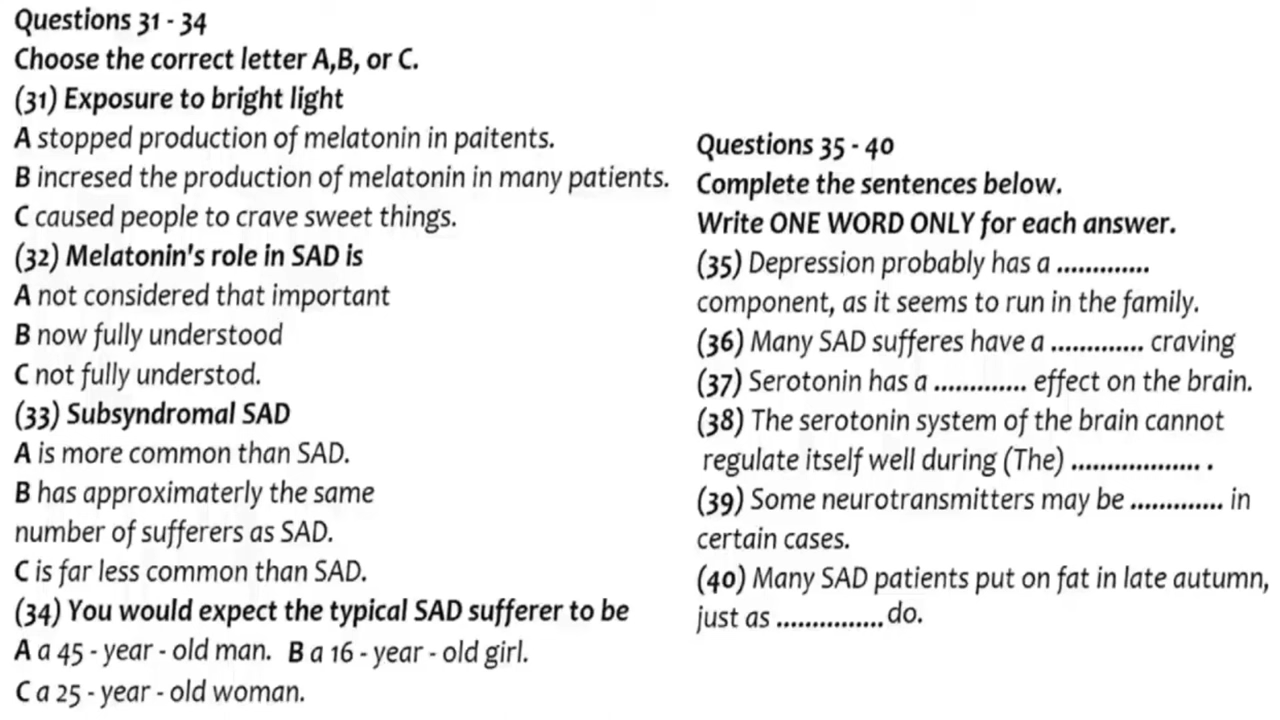 Questions 31 - 34
Choose the correct letter A,B, or C.
(31) Exposure to bright light
A stopped production of melatonin in paitents.
B incresed the production of melatonin in many patients.
C caused people to crave sweet things.
(32) Melatonin's role in SAD is
A not considered that important
B now fully understood
C not fully understod.
(33) Subsyndromal SAD
A is more common than SAD.
B has approximaterly the same
number of sufferers as SAD.
C is far less common than SAD.
(34) You would expect the typical SAD sufferer to be
A a 45 - year - old man. B a 16 - year - old girl.
C a 25 - year - old woman.
Questions 35 - 40
Complete the sentences below.
Write ONE WORD ONLY for each answer.
(35) Depression probably has a .............
component, as it seems to run in the family.
(36) Many SAD sufferes have a ............. craving
(37) Serotonin has a ............. effect on the brain.
(38) The serotonin system of the brain cannot
regulate itself well during (The) .................. .
(39) Some neurotransmitters may be ............. in
certain cases.
(40) Many SAD patients put on fat in late autumn,
just as ............... do.